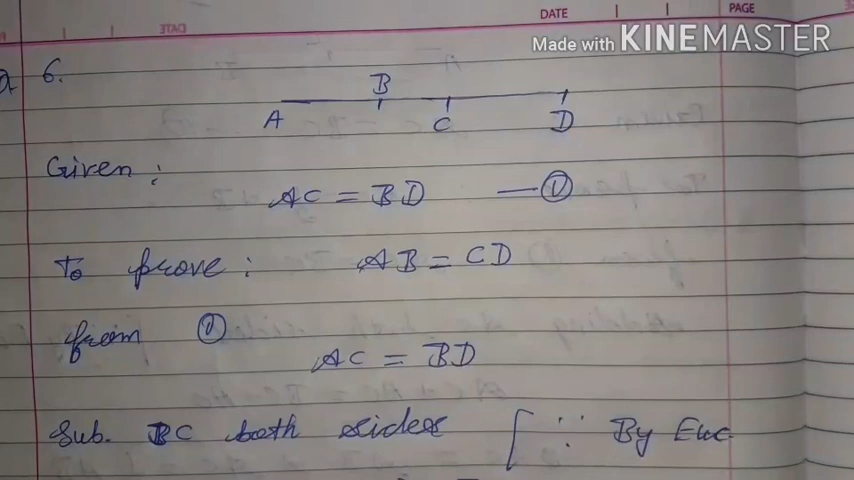 DATE PAGE
Made with KINEMASTER
6.
B
A C D
Given :
AC = BD — ①
To prove : AB = CD
from ①
AC = BD
Sub. BC both sides [ ∵ By Euc